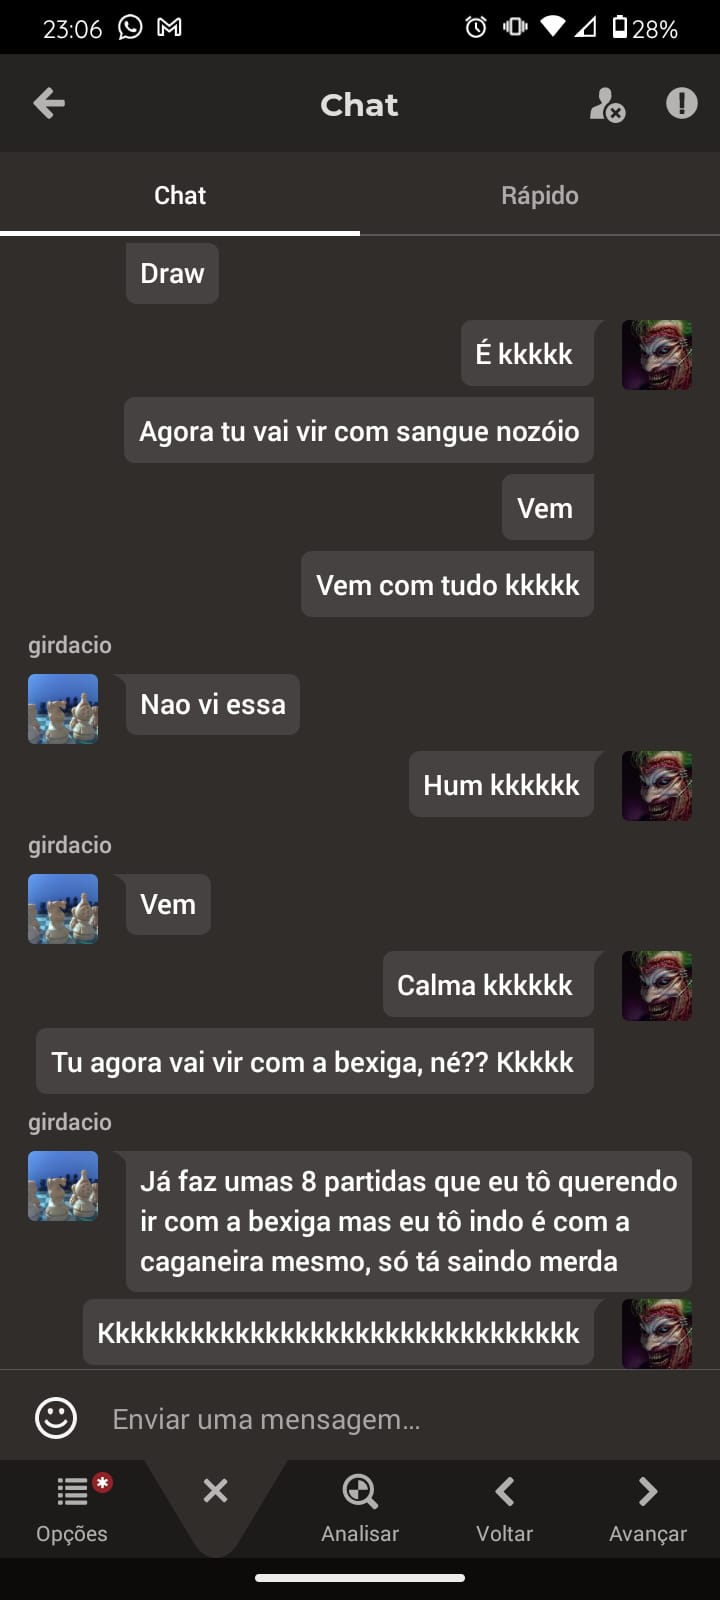 23:06
28%
Chat
Chat
Rápido
Draw
É kkkkk
Agora tu vai vir com sangue nozóio
Vem
Vem com tudo kkkkk
girdacio
Nao vi essa
Hum kkkkkk
girdacio
Vem
Calma kkkkkk
Tu agora vai vir com a bexiga, né?? Kkkkk
girdacio
Já faz umas 8 partidas que eu tô querendo
ir com a bexiga mas eu tô indo é com a
caganeira mesmo, só tá saindo merda
Kkkkkkkkkkkkkkkkkkkkkkkkkkkkkkkk
Enviar uma mensagem...
Opções
Analisar
Voltar
Avançar